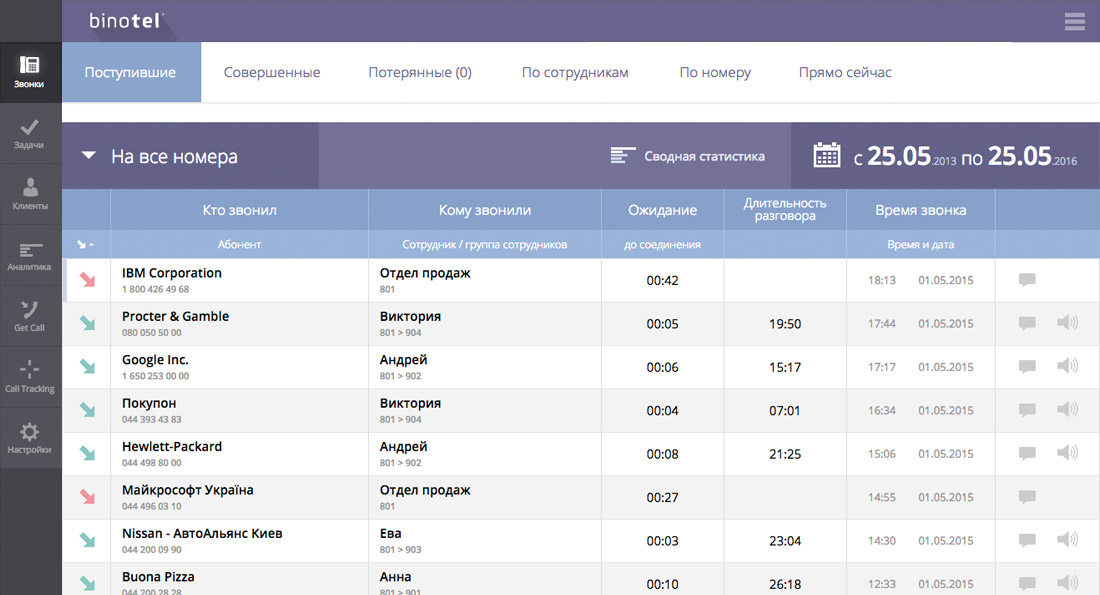 binotel
Звонки
Задачи
Клиенты
Аналитика
Get Call
Call Tracking
Настройки
Поступившие Совершенные Потерянные (0) По сотрудникам По номеру Прямо сейчас
На все номера Сводная статистика с 25.05.2013 по 25.05.2016
Кто звонил Кому звонили Ожидание Длительность разговора Время звонка
Абонент Сотрудник / группа сотрудников до соединения Время и дата
IBM Corporation Отдел продаж
1 800 426 49 68 801 00:42 18:13 01.05.2015
Procter & Gamble Виктория
080 050 50 00 801 > 904 00:05 19:50 17:44 01.05.2015
Google Inc. Андрей
1 650 253 00 00 801 > 902 00:06 15:17 17:17 01.05.2015
Покупон Виктория
044 393 43 83 801 > 904 00:04 07:01 16:34 01.05.2015
Hewlett-Packard Андрей
044 498 80 00 801 > 902 00:08 21:25 15:06 01.05.2015
Майкрософт Україна Отдел продаж
044 496 03 10 801 00:27 14:55 01.05.2015
Nissan - АвтоАльянс Киев Ева
044 200 09 90 801 > 903 00:03 23:04 14:30 01.05.2015
Buona Pizza Анна
044 200 28 28 801 > 901 00:10 26:18 12:33 01.05.2015